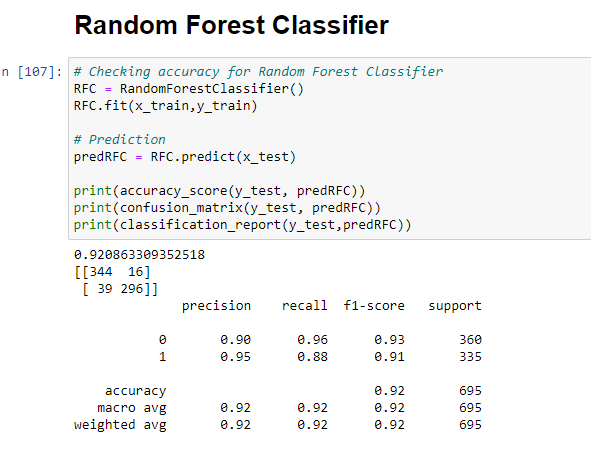 Random Forest Classifier
n [107]: # Checking accuracy for Random Forest Classifier
RFC = RandomForestClassifier()
RFC.fit(x_train,y_train)
# Prediction
predRFC = RFC.predict(x_test)
print(accuracy_score(y_test, predRFC))
print(confusion_matrix(y_test, predRFC))
print(classification_report(y_test,predRFC))
0.920863309352518
[[344  16]
 [ 39 296]]
              precision    recall  f1-score   support
           0       0.90      0.96      0.93       360
           1       0.95      0.88      0.91       335
    accuracy                           0.92       695
   macro avg       0.92      0.92      0.92       695
weighted avg       0.92      0.92      0.92       695